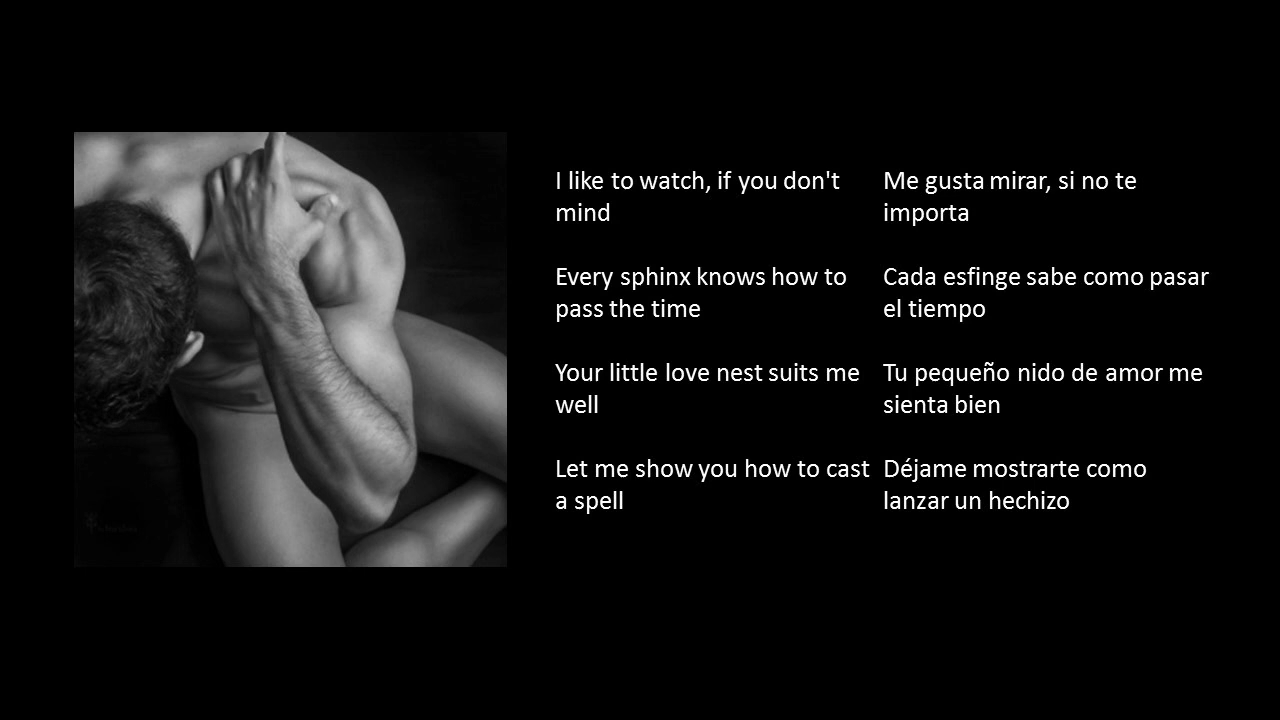 I like to watch, if you don't
mind
Every sphinx knows how to
pass the time
Your little love nest suits me
well
Let me show you how to cast
a spell
Me gusta mirar, si no te
importa
Cada esfinge sabe como pasar
el tiempo
Tu pequeño nido de amor me
sienta bien
Déjame mostrarte como
lanzar un hechizo